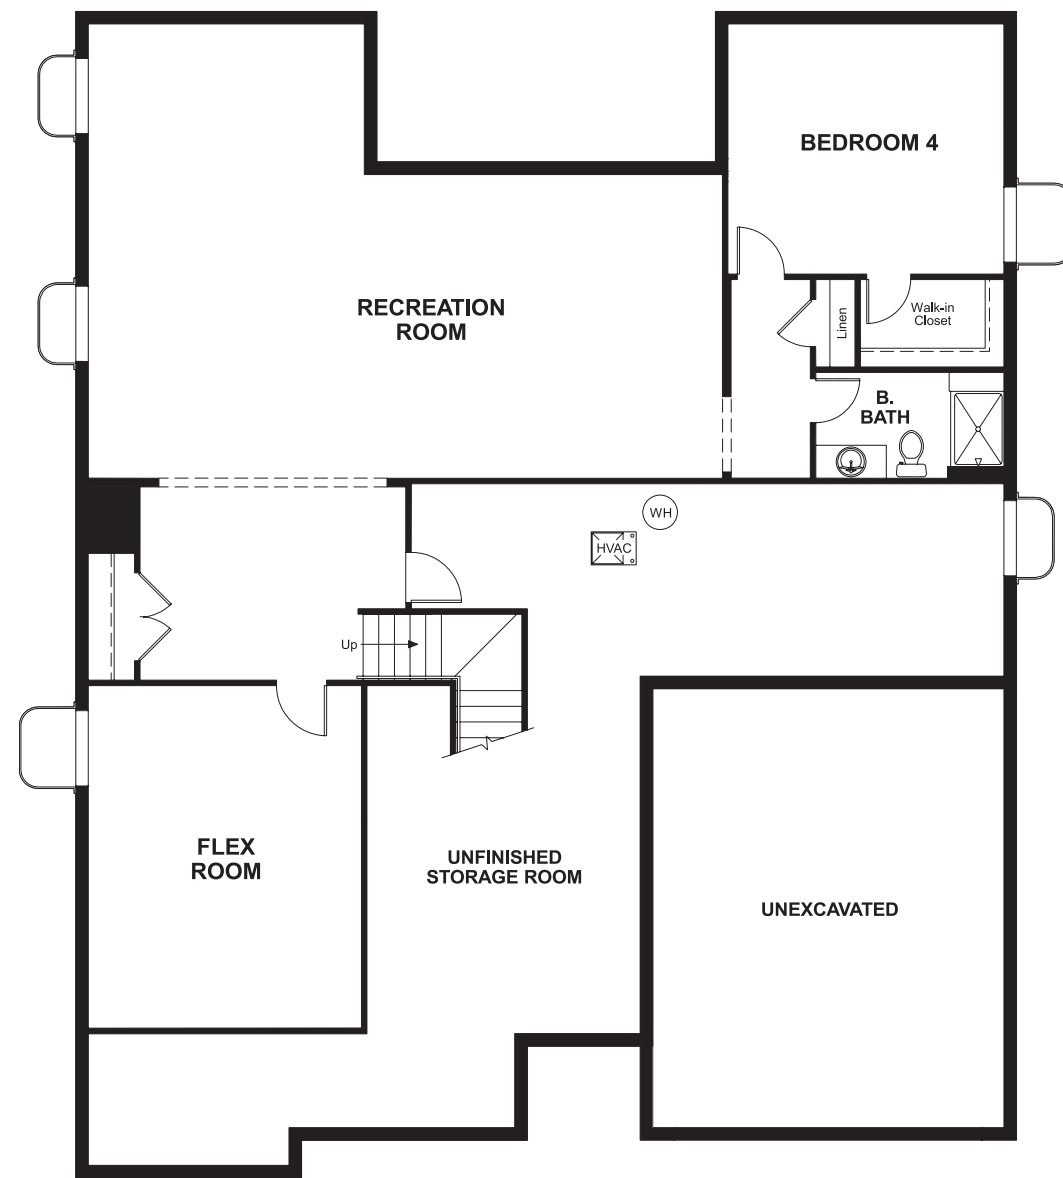 BEDROOM 4
RECREATION
ROOM
Linen
Walk-in
Closet
B.
BATH
WH
HVAC
Up
FLEX
ROOM
UNFINISHED
STORAGE ROOM
UNEXCAVATED